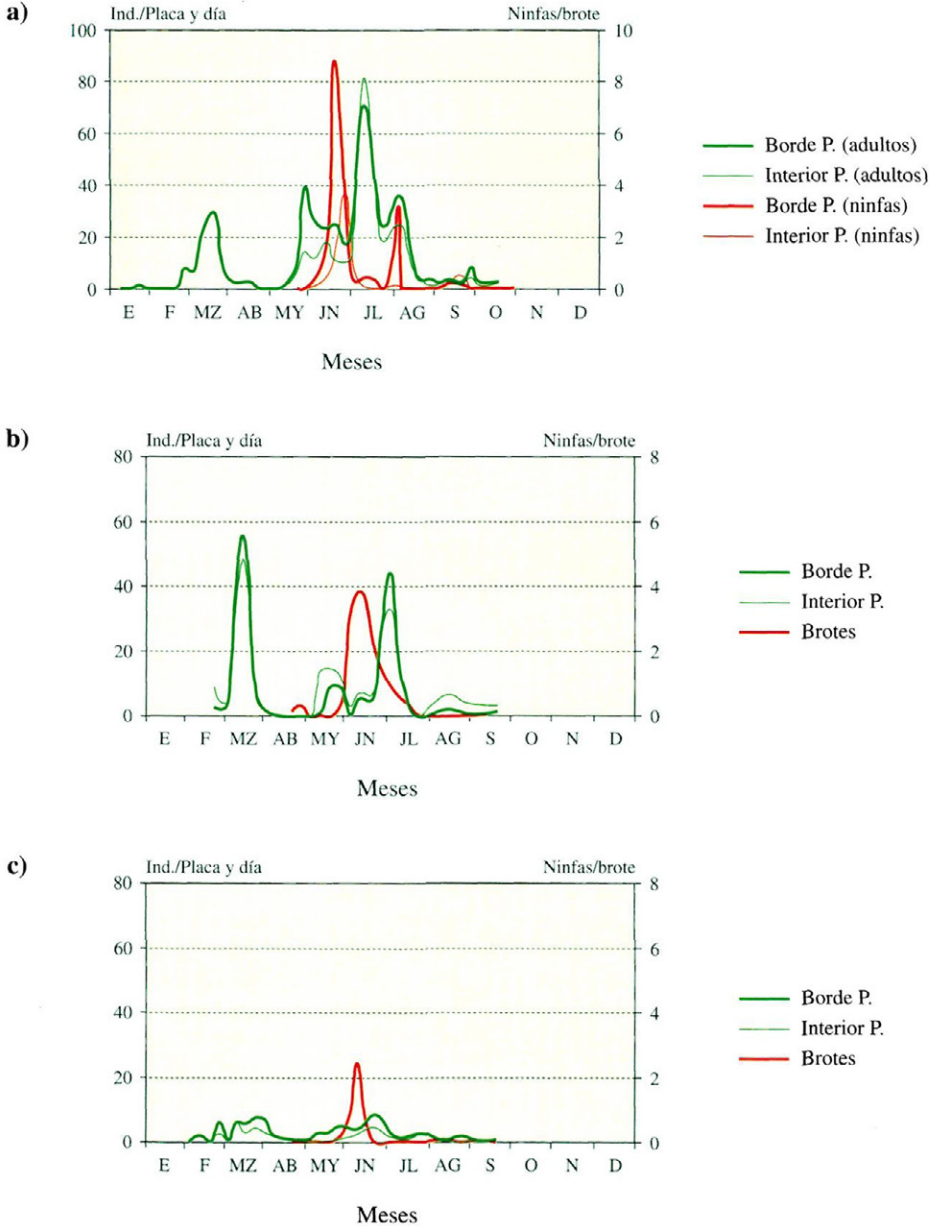 a)
Ind./Placa y día Ninfas/brote
100 10
80 8
60 6
40 4
20 2
0 0
E F MZ AB MY JN JL AG S O N D
Meses
Borde P. (adultos)
Interior P. (adultos)
Borde P. (ninfas)
Interior P. (ninfas)
b)
Ind./Placa y día Ninfas/brote
80 8
60 6
40 4
20 2
0 0
E F MZ AB MY JN JL AG S O N D
Meses
Borde P.
Interior P.
Brotes
c)
Ind./Placa y día Ninfas/brote
80 8
60 6
40 4
20 2
0 0
E F MZ AB MY JN JL AG S O N D
Meses
Borde P.
Interior P.
Brotes